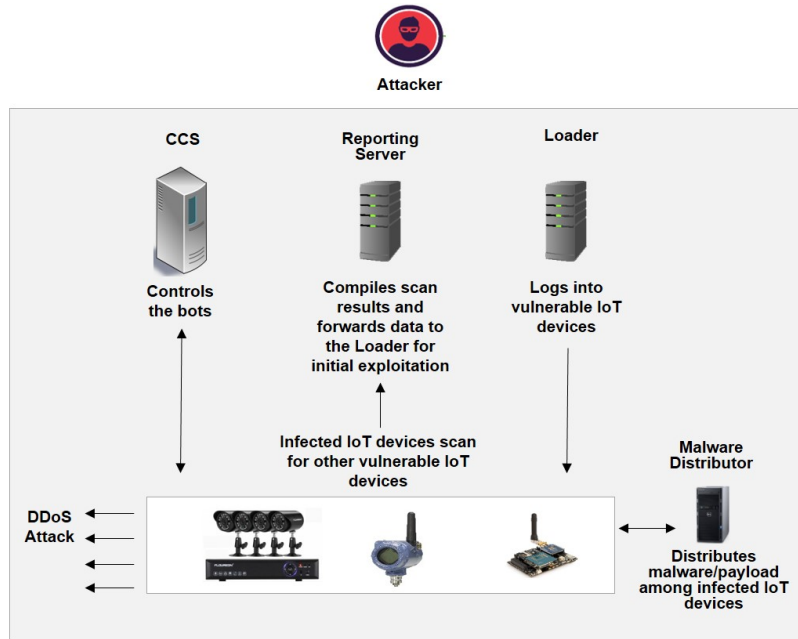 Attacker
CCS
Reporting
Server
Loader
Controls
the bots
Compiles scan
results and
forwards data to
the Loader for
initial exploitation
Logs into
vulnerable IoT
devices
Infected IoT devices scan
for other vulnerable IoT
devices
Malware
Distributor
DDoS
Attack
Distributes
malware/payload
among infected IoT
devices